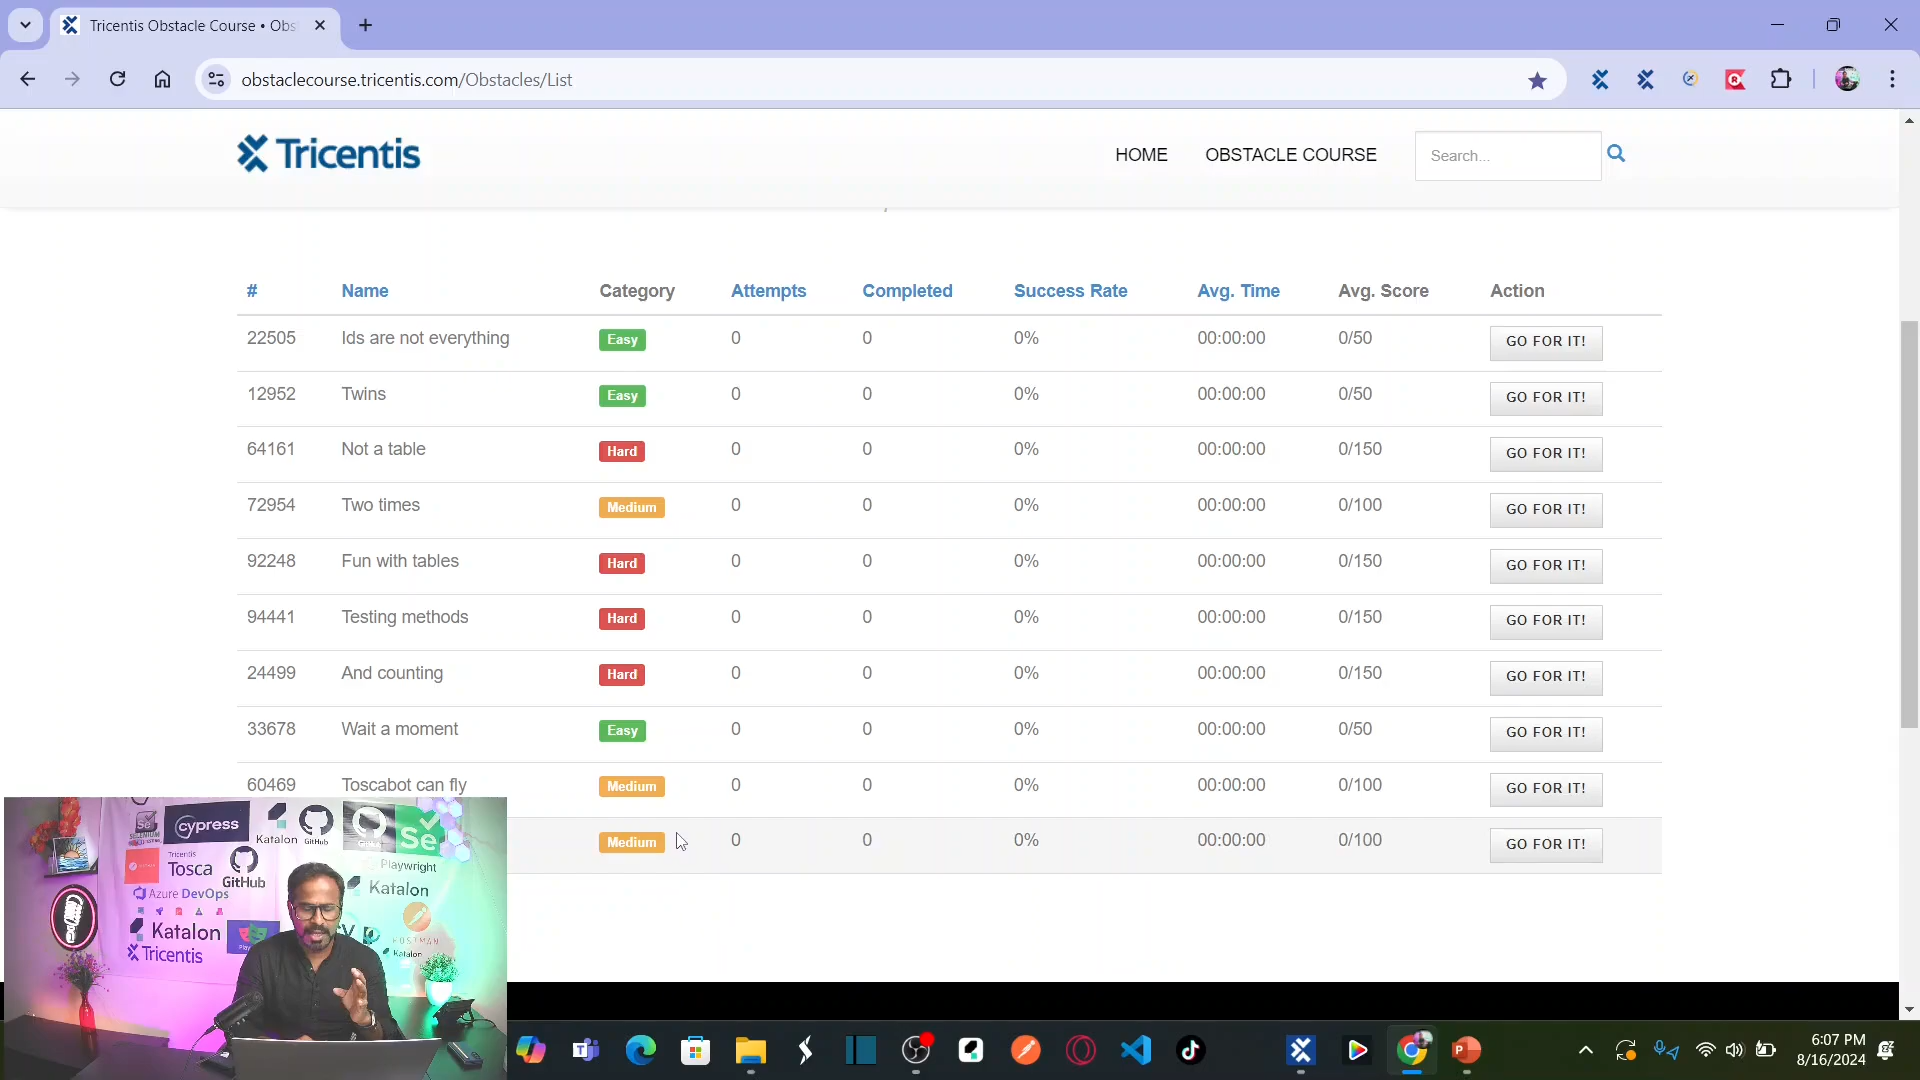 Tricentis Obstacle Course • Obs
obstaclecourse.tricentis.com/Obstacles/List
Tricentis
HOME OBSTACLE COURSE Search...
# Name Category Attempts Completed Success Rate Avg. Time Avg. Score Action
22505 Ids are not everything Easy 0 0 0% 00:00:00 0/50 GO FOR IT!
12952 Twins Easy 0 0 0% 00:00:00 0/50 GO FOR IT!
64161 Not a table Hard 0 0 0% 00:00:00 0/150 GO FOR IT!
72954 Two times Medium 0 0 0% 00:00:00 0/100 GO FOR IT!
92248 Fun with tables Hard 0 0 0% 00:00:00 0/150 GO FOR IT!
94441 Testing methods Hard 0 0 0% 00:00:00 0/150 GO FOR IT!
24499 And counting Hard 0 0 0% 00:00:00 0/150 GO FOR IT!
33678 Wait a moment Easy 0 0 0% 00:00:00 0/50 GO FOR IT!
60469 Toscabot can fly Medium 0 0 0% 00:00:00 0/100 GO FOR IT!
Medium 0 0 0% 00:00:00 0/100 GO FOR IT!
Se
cypress
Katalon
GitHub
Se
Playwright
Tricentis
Tosca
GitHub
Katalon
Azure DevOps
Katalon
Tricentis
POSTMAN
Katalon
6:07 PM
8/16/2024